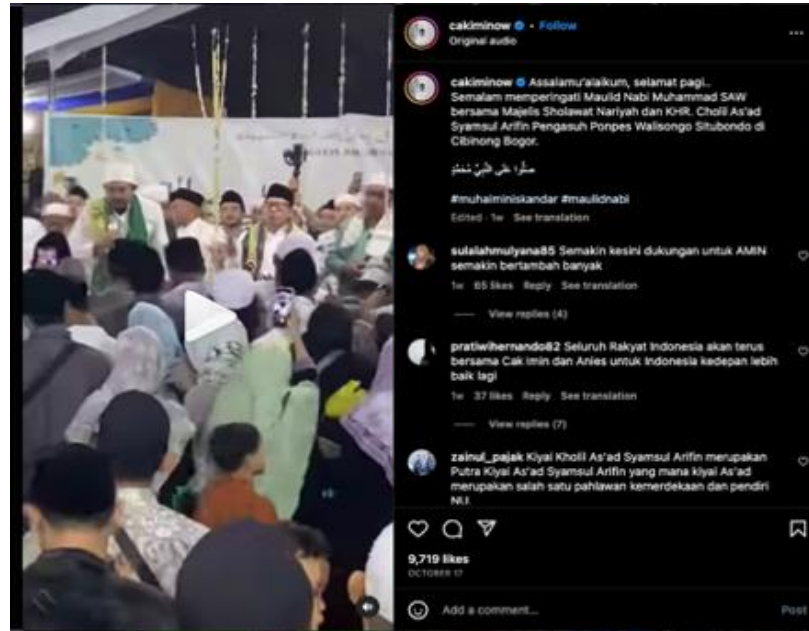 cakiminow • Follow
Original audio
cakiminow Assalamu'alaikum, selamat pagi..
Semalam memperingati Maulid Nabi Muhammad SAW
bersama Majelis Sholawat Nariyah dan KHR. Cholil As'ad
Syamsul Arifin Pengasuh Ponpes Walisongo Situbondo di
Cibinong Bogor.
صلوا على النبي محمد
#muhaiminiskandar #maulidnabi
Edited · 1w See translation
sulalahmulyana85 Semakin kesini dukungan untuk AMIN
semakin bertambah banyak
1w 65 likes Reply See translation
View replies (4)
pratiwihernando82 Seluruh Rakyat Indonesia akan terus
bersama Cak Imin dan Anies untuk Indonesia kedepan lebih
baik lagi
1w 37 likes Reply See translation
View replies (7)
zainul_pajak Kiyai Kholil As'ad Syamsul Arifin merupakan
Putra Kiyai As'ad Syamsul Arifin yang mana kiyai As'ad
merupakan salah satu pahlawan kemerdekaan dan pendiri
NU.
9,719 likes
OCTOBER 17
Add a comment...
Post